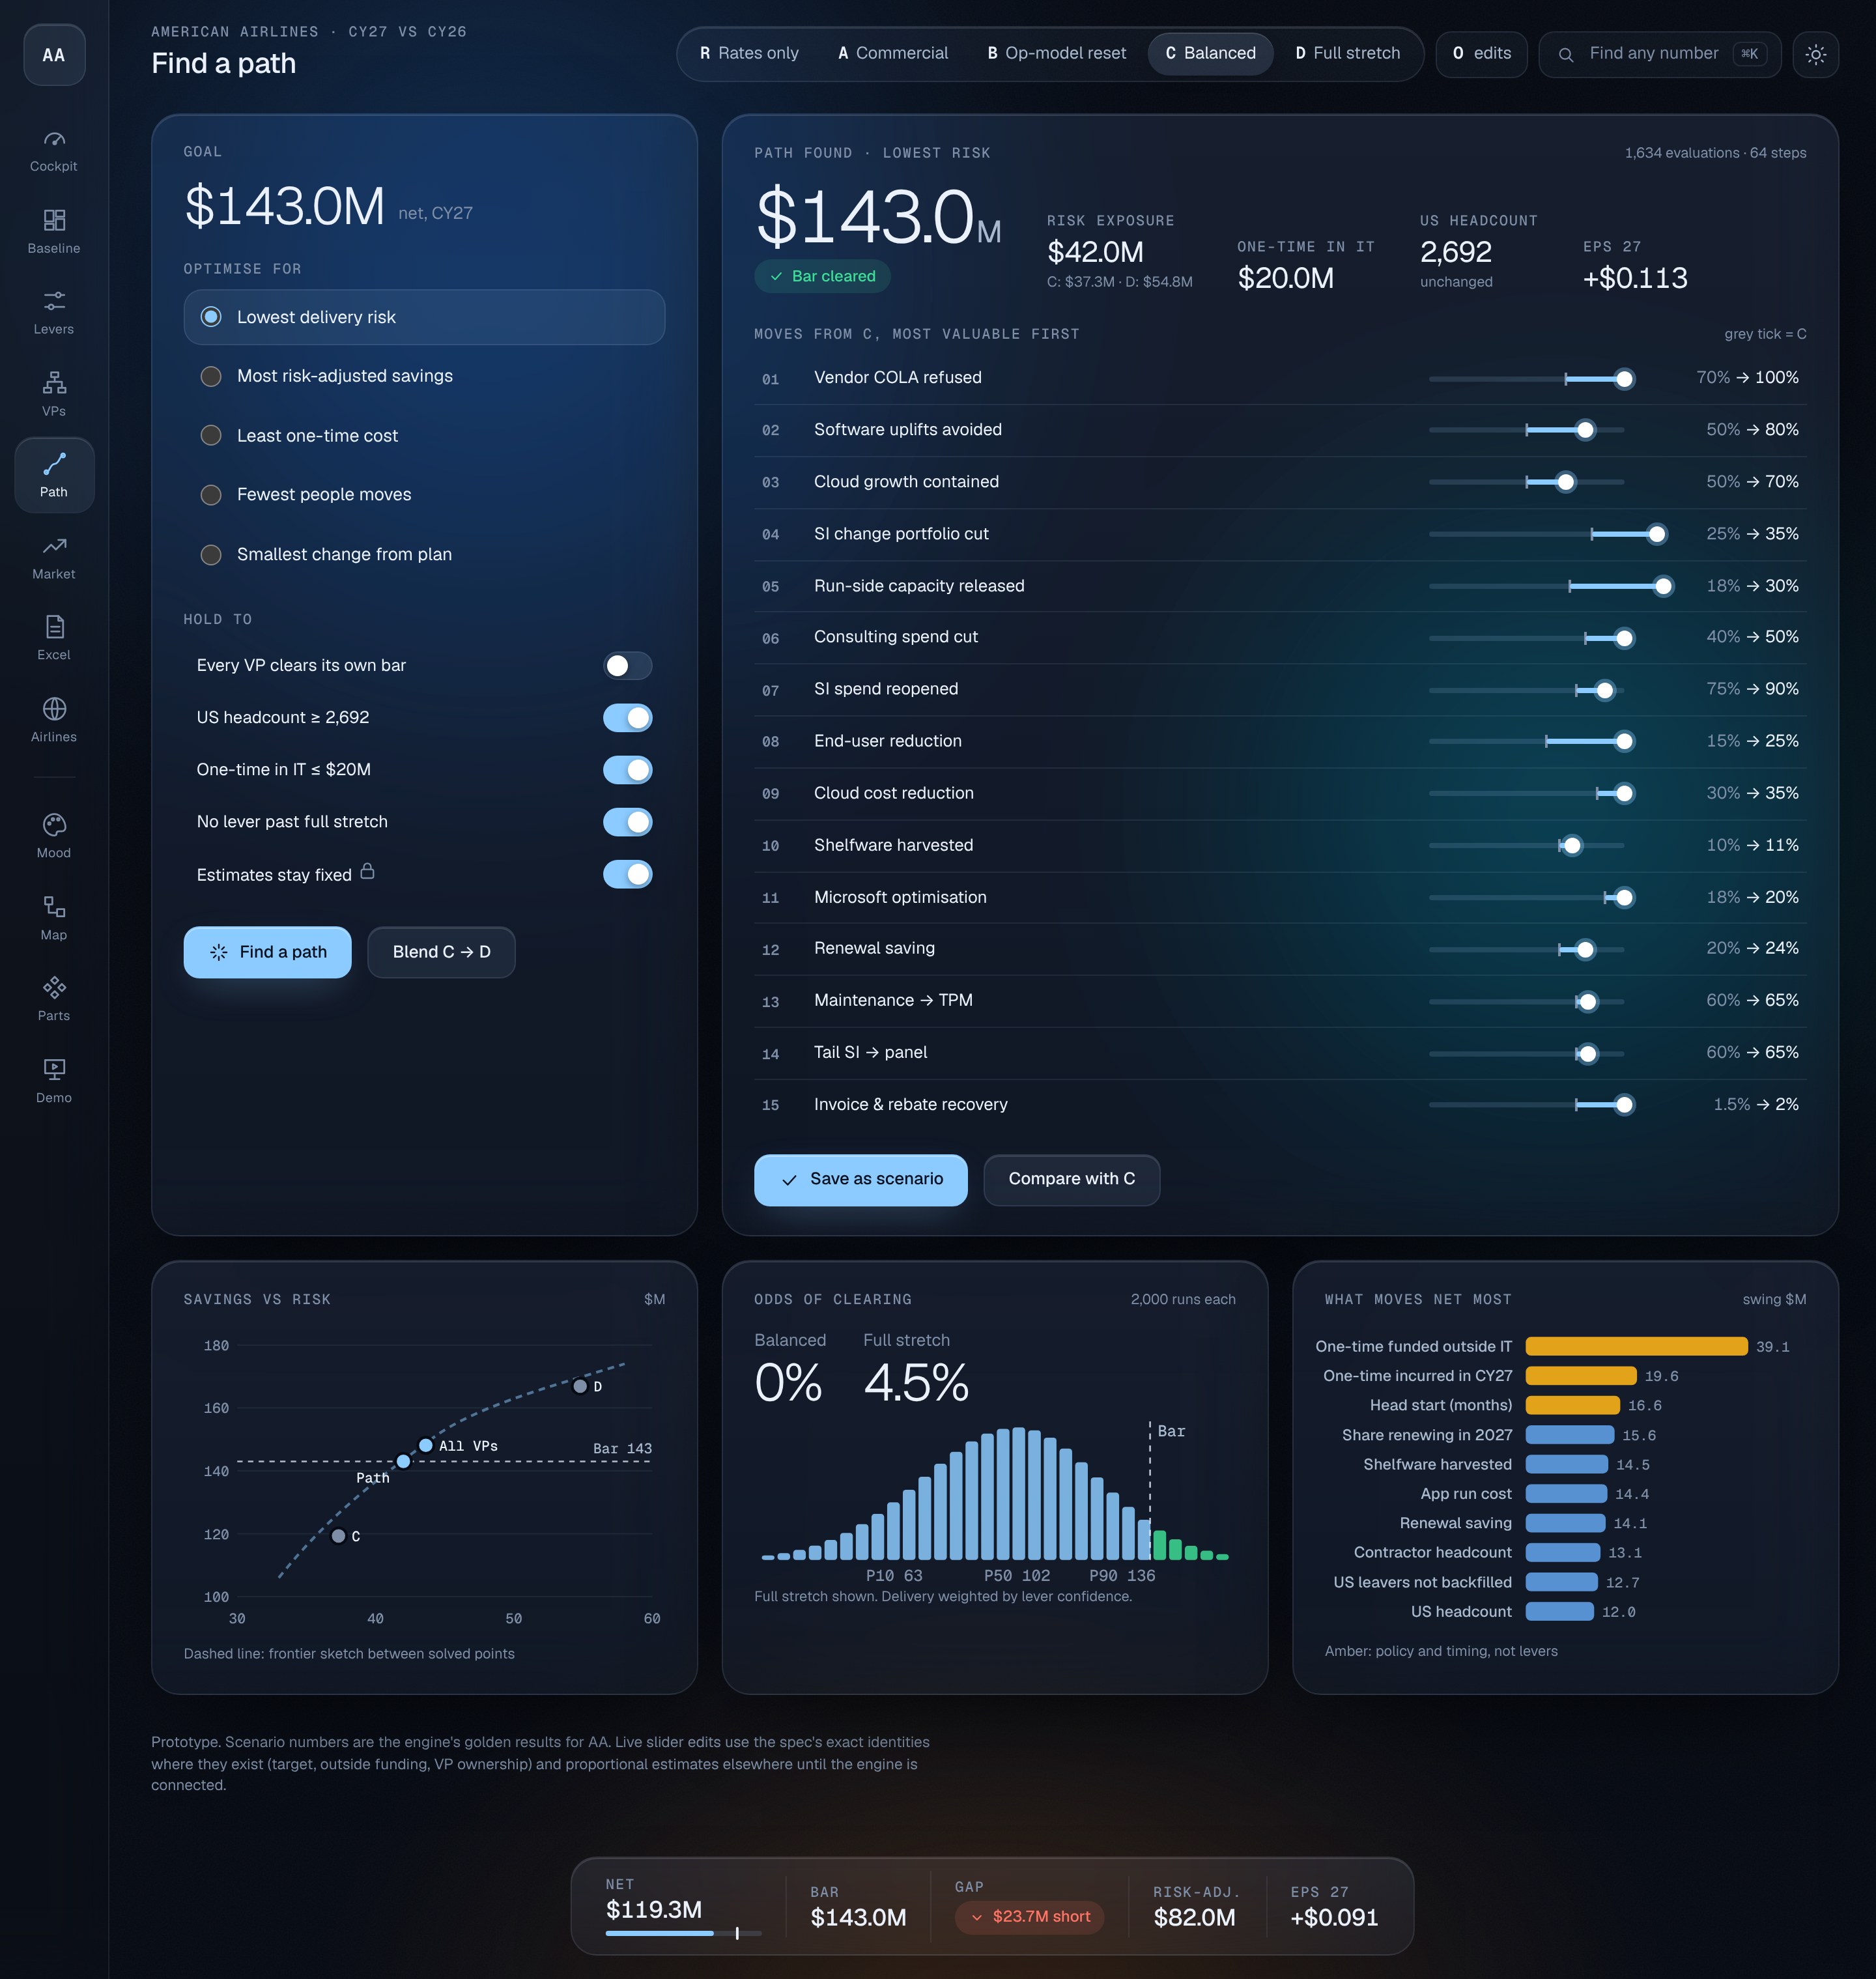 AA
AMERICAN AIRLINES · CY27 VS CY26
Find a path
R Rates only
A Commercial
B Op-model reset
C Balanced
D Full stretch
0 edits
Find any number ⌘K
Cockpit
Baseline
Levers
VPs
Path
Market
Excel
Airlines
Mood
Map
Parts
Demo
GOAL
$143.0M net, CY27
OPTIMISE FOR
Lowest delivery risk
Most risk-adjusted savings
Least one-time cost
Fewest people moves
Smallest change from plan
HOLD TO
Every VP clears its own bar
US headcount ≥ 2,692
One-time in IT ≤ $20M
No lever past full stretch
Estimates stay fixed
Find a path
Blend C → D
PATH FOUND · LOWEST RISK
1,634 evaluations · 64 steps
$143.0M
Bar cleared
RISK EXPOSURE
$42.0M
C: $37.3M · D: $54.8M
ONE-TIME IN IT
$20.0M
US HEADCOUNT
2,692
unchanged
EPS 27
+$0.113
MOVES FROM C, MOST VALUABLE FIRST
grey tick = C
01 Vendor COLA refused 70% → 100%
02 Software uplifts avoided 50% → 80%
03 Cloud growth contained 50% → 70%
04 SI change portfolio cut 25% → 35%
05 Run-side capacity released 18% → 30%
06 Consulting spend cut 40% → 50%
07 SI spend reopened 75% → 90%
08 End-user reduction 15% → 25%
09 Cloud cost reduction 30% → 35%
10 Shelfware harvested 10% → 11%
11 Microsoft optimisation 18% → 20%
12 Renewal saving 20% → 24%
13 Maintenance → TPM 60% → 65%
14 Tail SI → panel 60% → 65%
15 Invoice & rebate recovery 1.5% → 2%
Save as scenario
Compare with C
SAVINGS VS RISK
$M
180
160
140
120
100
30 40 50 60
D
All VPs
Bar 143
Path
C
Dashed line: frontier sketch between solved points
ODDS OF CLEARING
2,000 runs each
Balanced
0%
Full stretch
4.5%
Bar
P10 63 P50 102 P90 136
Full stretch shown. Delivery weighted by lever confidence.
WHAT MOVES NET MOST
swing $M
One-time funded outside IT 39.1
One-time incurred in CY27 19.6
Head start (months) 16.6
Share renewing in 2027 15.6
Shelfware harvested 14.5
App run cost 14.4
Renewal saving 14.1
Contractor headcount 13.1
US leavers not backfilled 12.7
US headcount 12.0
Amber: policy and timing, not levers
Prototype. Scenario numbers are the engine's golden results for AA. Live slider edits use the spec's exact identities
where they exist (target, outside funding, VP ownership) and proportional estimates elsewhere until the engine is
connected.
NET
$119.3M
BAR
$143.0M
GAP
$23.7M short
RISK-ADJ.
$82.0M
EPS 27
+$0.091